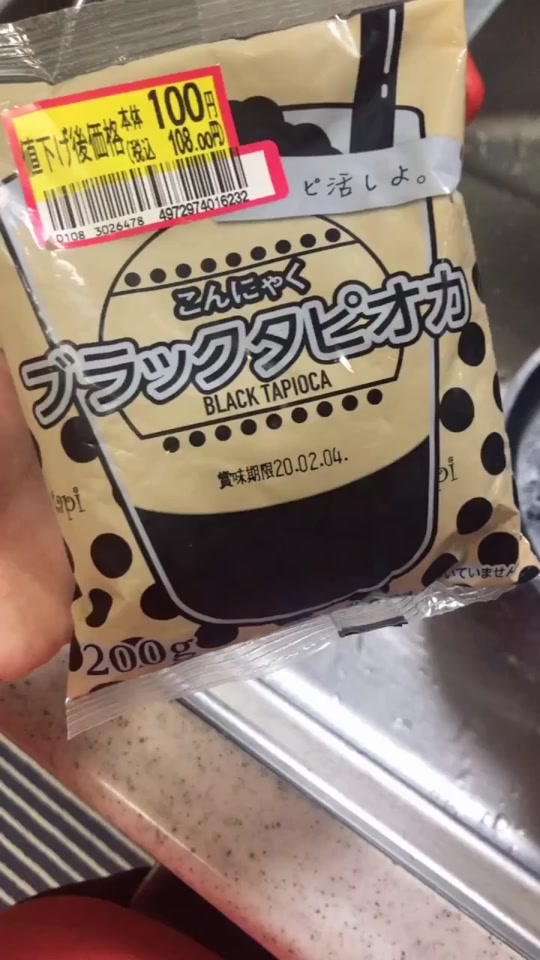 値下げ後価格 本体 100円
(税込 108.00円)
0108 3026478 4972974016232
ピ活しよ。
こんにゃく
ブラックタピオカ
BLACK TAPIOCA
賞味期限20.02.04.
api
pi
いていません
200g